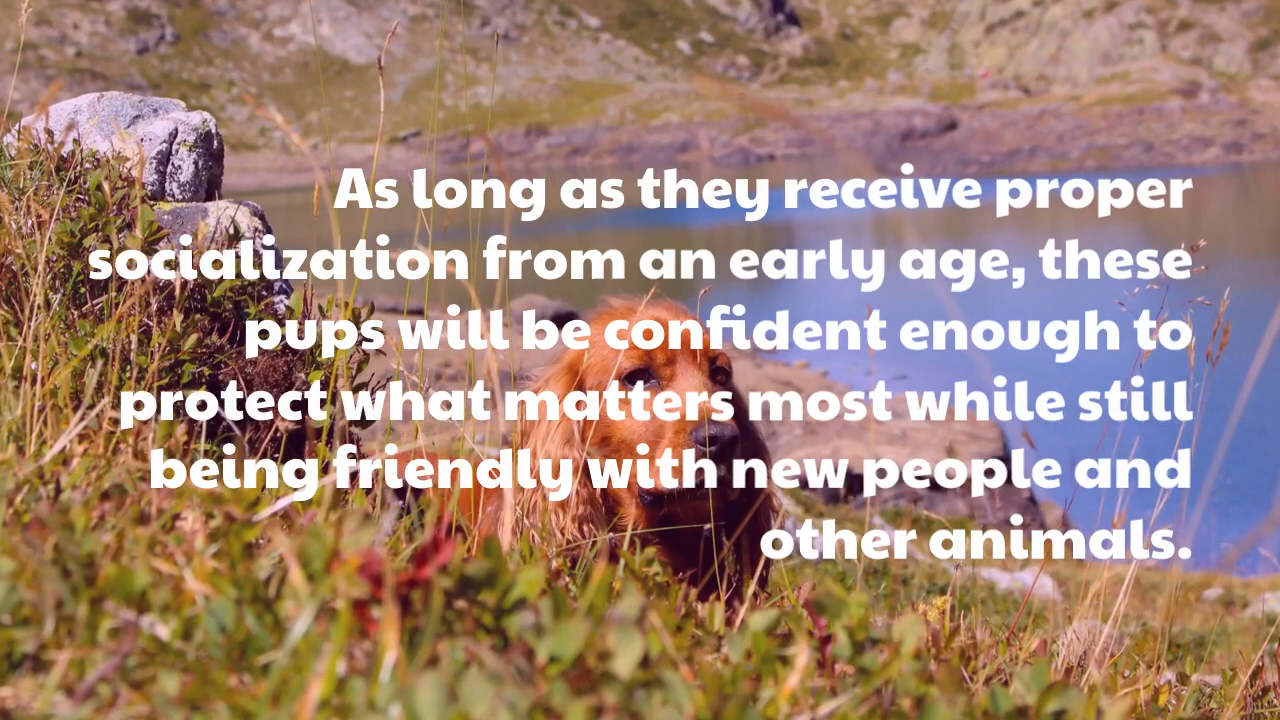 As long as they receive proper
socialization from an early age, these
pups will be confident enough to
protect what matters most while still
being friendly with new people and
other animals.